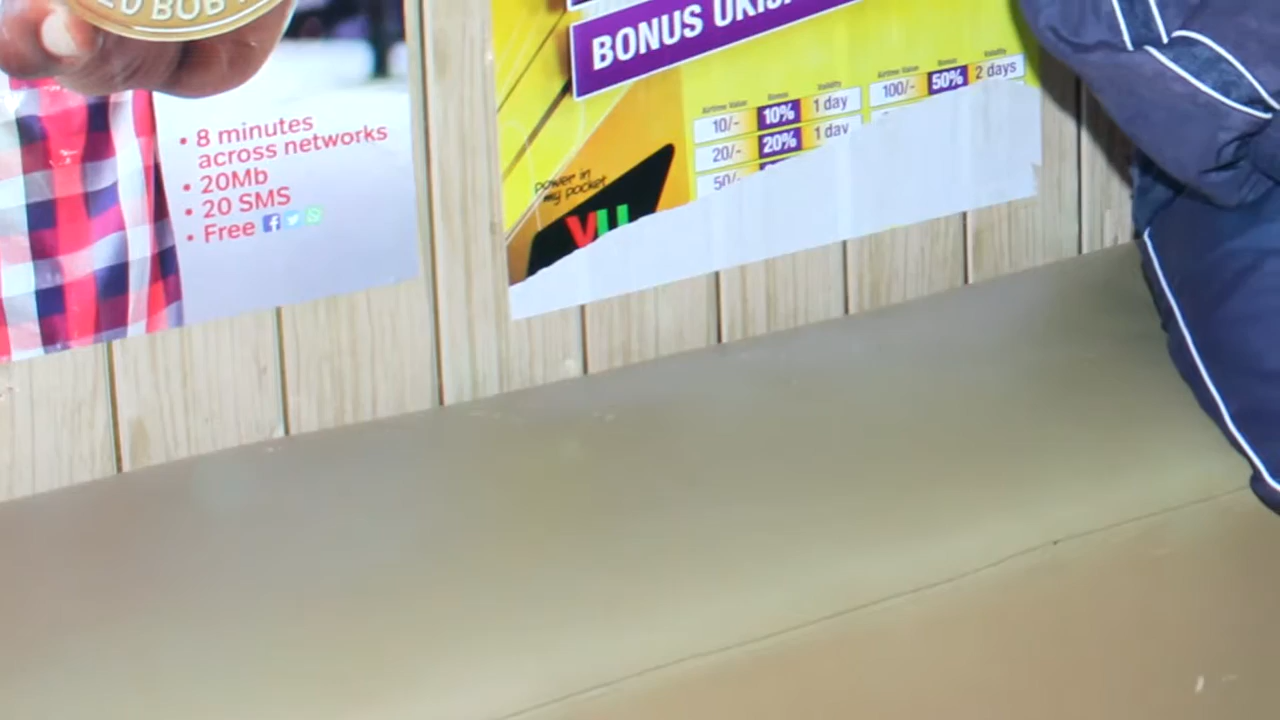 BOB
• 8 minutes
across networks
• 20Mb
• 20 SMS
• Free
BONUS
Airtime Value Bonus Validity
10/- 10% 1 day
20/- 20% 1 day
50/-
Airtime Value Bonus Validity
100/- 50% 2 days
power in
my pocket